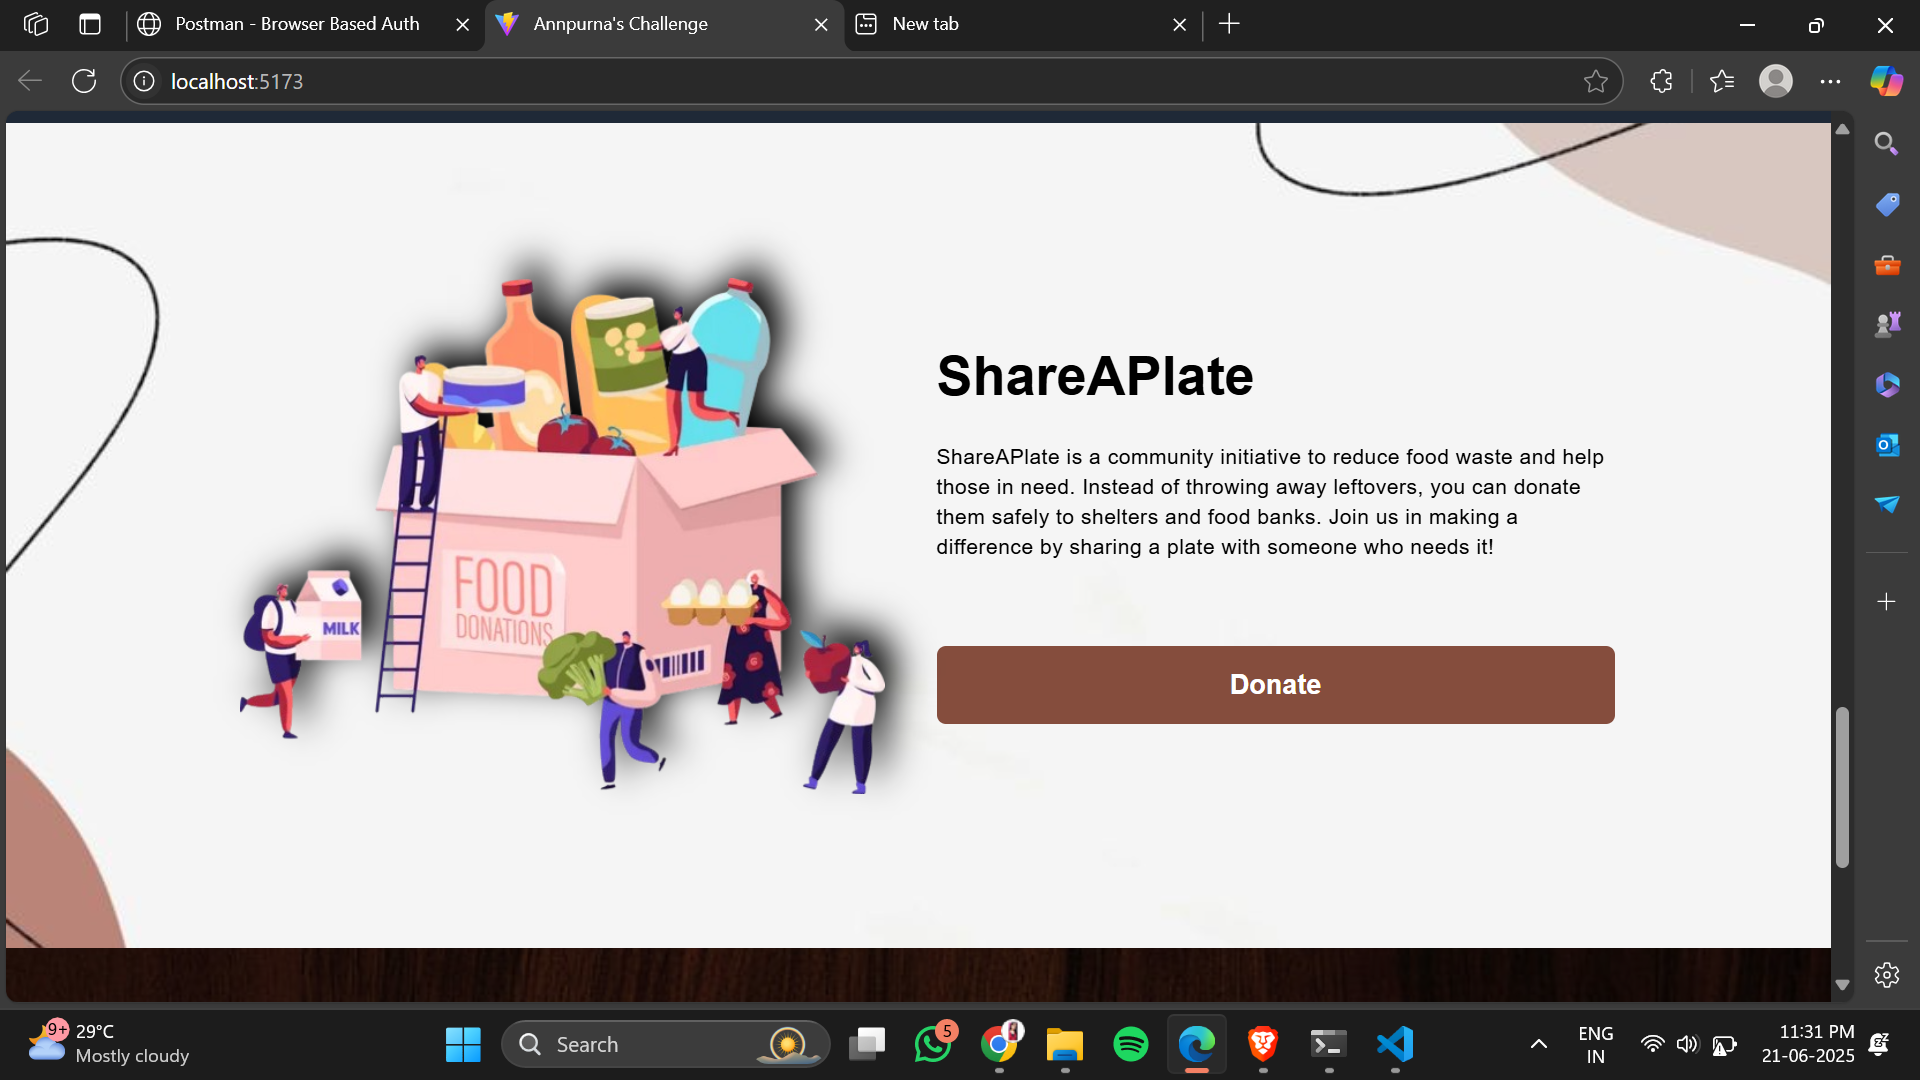 Postman - Browser Based Auth
Annpurna's Challenge
New tab
localhost:5173
ShareAPlate
ShareAPlate is a community initiative to reduce food waste and help
those in need. Instead of throwing away leftovers, you can donate
them safely to shelters and food banks. Join us in making a
difference by sharing a plate with someone who needs it!
Donate
FOOD
DONATIONS
MILK
9+
29°C
Mostly cloudy
Search
5
ENG
IN
11:31 PM
21-06-2025